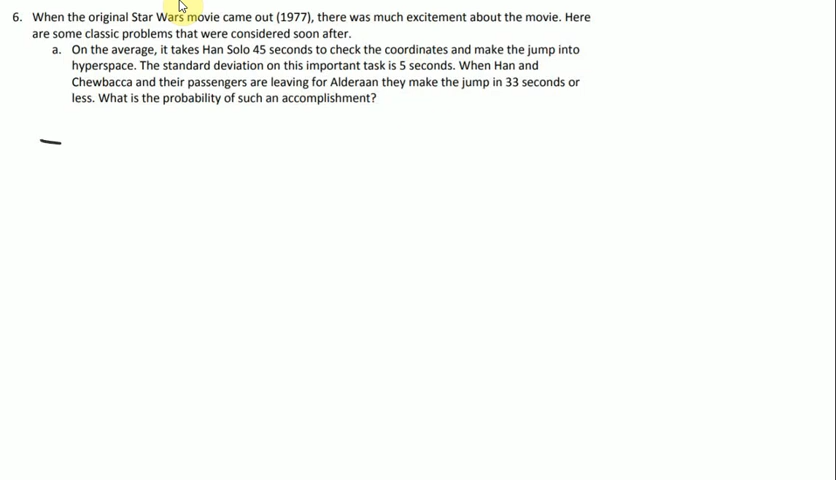 6. When the original Star Wars movie came out (1977), there was much excitement about the movie. Here
are some classic problems that were considered soon after.
a. On the average, it takes Han Solo 45 seconds to check the coordinates and make the jump into
hyperspace. The standard deviation on this important task is 5 seconds. When Han and
Chewbacca and their passengers are leaving for Alderaan they make the jump in 33 seconds or
less. What is the probability of such an accomplishment?